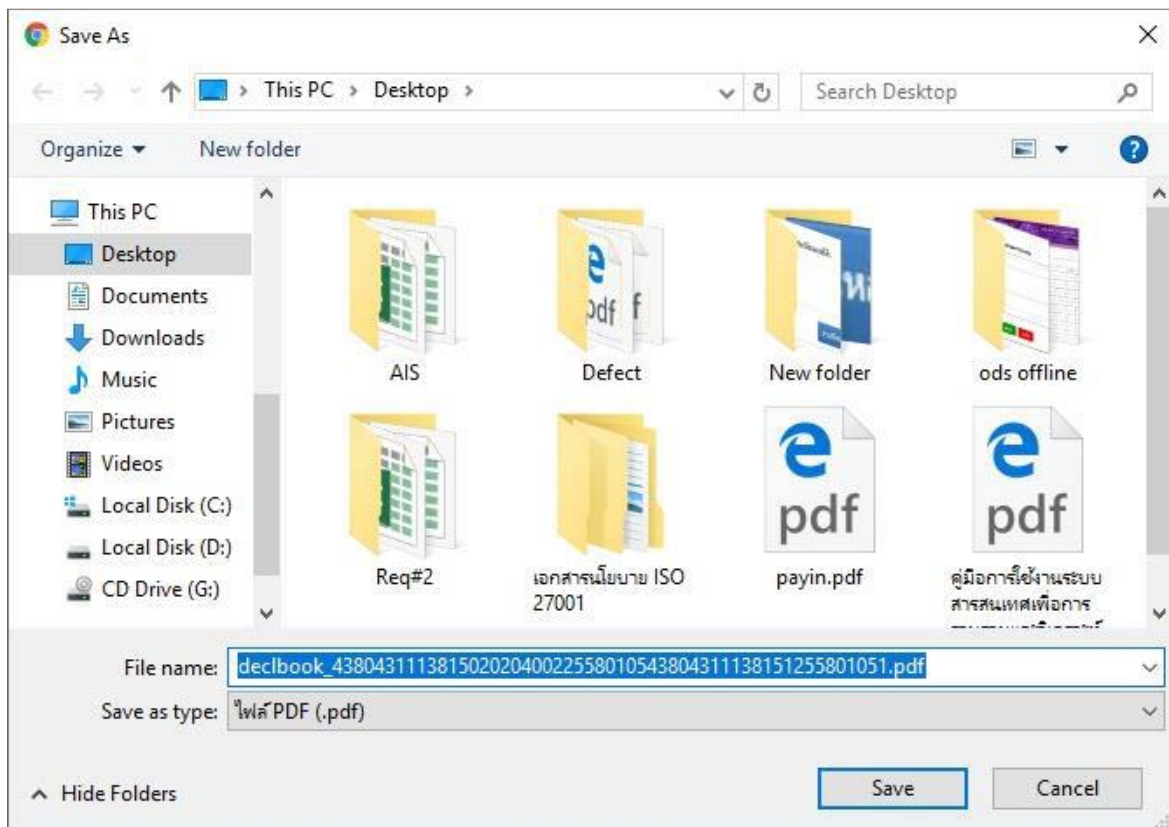 Save As
This PC > Desktop >
Search Desktop
Organize
New folder
This PC
Desktop
Documents
Downloads
Music
Pictures
Videos
Local Disk (C:)
Local Disk (D:)
CD Drive (G:)
AIS
Defect
New folder
ods offline
Req#2
เอกสารนโยบาย ISO
27001
payin.pdf
คู่มือการใช้งานระบบ
สารสนเทศเพื่อการ
File name: declbook_43804311138150202040022558010543804311138151255801051.pdf
Save as type: ไฟล์ PDF (.pdf)
Hide Folders
Save
Cancel